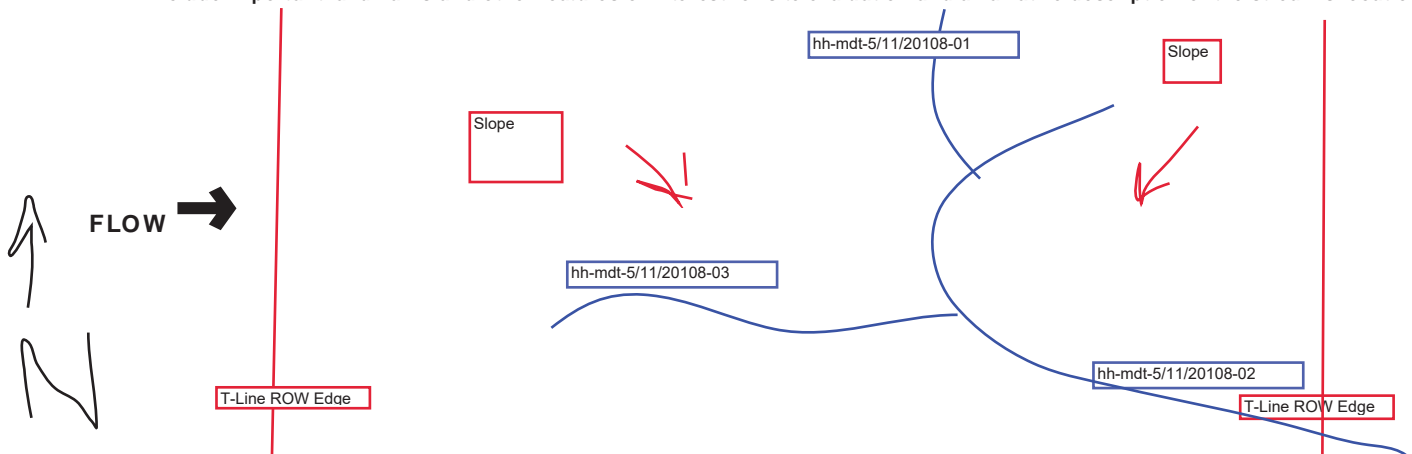 hh-mdt-5/11/20108-01
Slope
Slope
FLOW
hh-mdt-5/11/20108-03
N
hh-mdt-5/11/20108-02
T-Line ROW Edge
T-Line ROW Edge